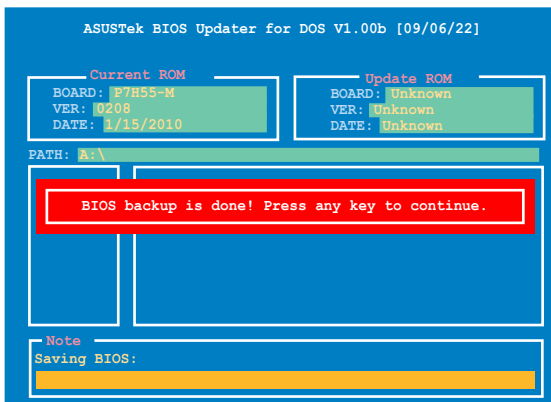 ASUSTek BIOS Updater for DOS V1.00b [09/06/22]
Current ROM
BOARD: P7H55-M
VER: 0208
DATE: 1/15/2010
Update ROM
BOARD: Unknown
VER: Unknown
DATE: Unknown
PATH: A:\
BIOS backup is done! Press any key to continue.
Note
Saving BIOS: